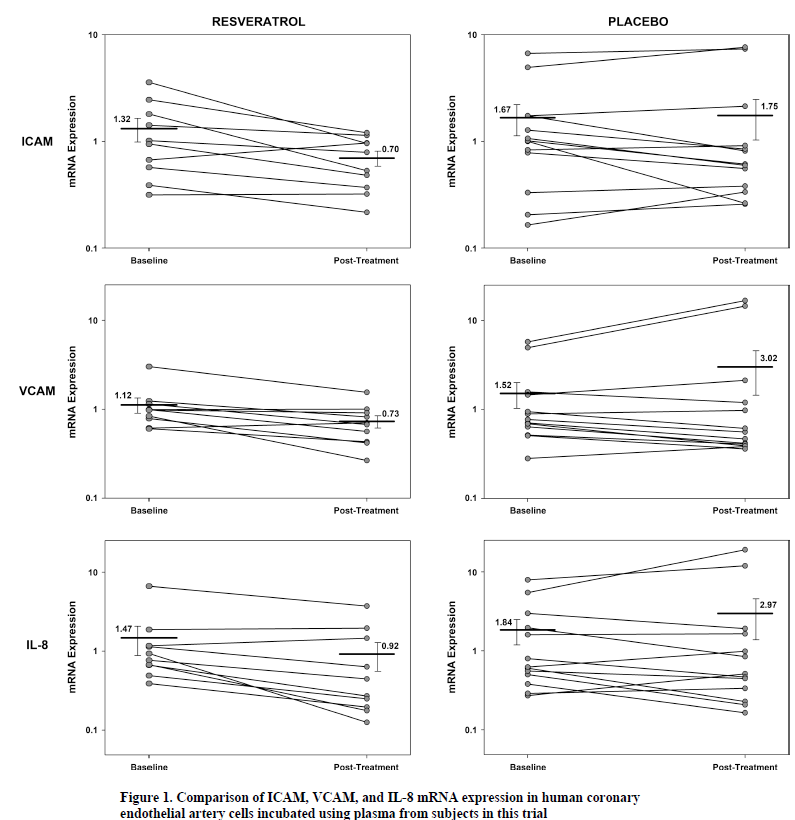 RESVERATROL
PLACEBO
ICAM
mRNA Expression
10
1
0.1
1.32
0.70
Baseline
Post-Treatment
mRNA Expression
10
1
0.1
1.67
1.75
Baseline
Post-Treatment
VCAM
mRNA Expression
10
1
0.1
1.12
0.73
Baseline
Post-Treatment
mRNA Expression
10
1
0.1
1.52
3.02
Baseline
Post-Treatment
IL-8
mRNA Expression
10
1
0.1
1.47
0.92
Baseline
Post-Treatment
mRNA Expression
10
1
0.1
1.84
2.97
Baseline
Post-Treatment
Figure 1. Comparison of ICAM, VCAM, and IL-8 mRNA expression in human coronary
endothelial artery cells incubated using plasma from subjects in this trial